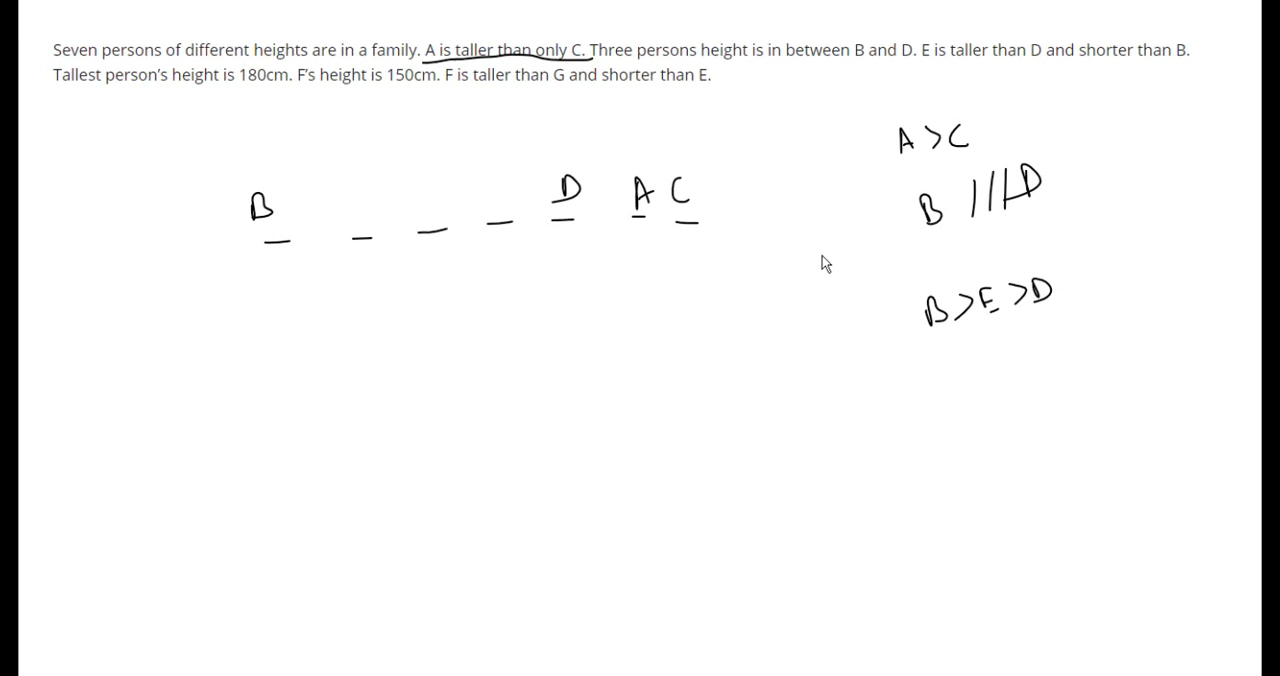 Seven persons of different heights are in a family. A is taller than only C. Three persons height is in between B and D. E is taller than D and shorter than B.
Tallest person's height is 180cm. F's height is 150cm. F is taller than G and shorter than E.
A > C
B _ _ _ D A C
B ||| D
B > E > D